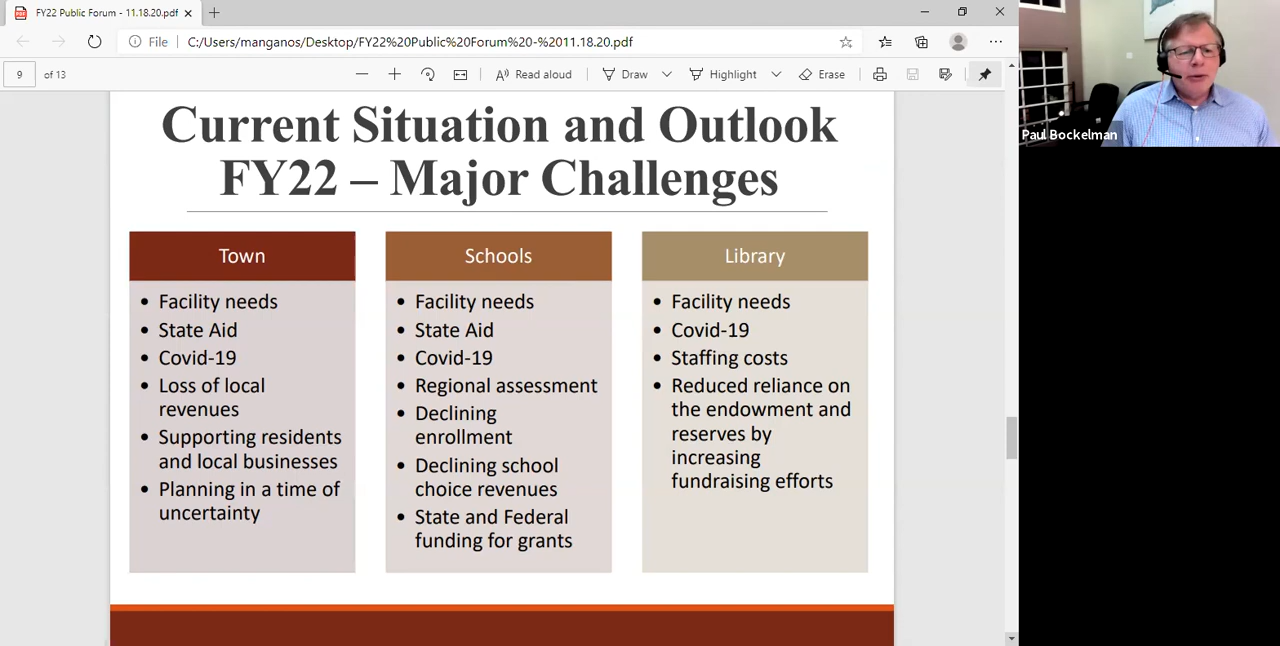 FY22 Public Forum - 11.18.20.pdf
File
C:/Users/manganos/Desktop/FY22%20Public%20Forum%20-%2011.18.20.pdf
9 of 13
Read aloud
Draw
Highlight
Erase
Paul Bockelman
Current Situation and Outlook
FY22 – Major Challenges
Town
• Facility needs
• State Aid
• Covid-19
• Loss of local
revenues
• Supporting residents
and local businesses
• Planning in a time of
uncertainty
Schools
• Facility needs
• State Aid
• Covid-19
• Regional assessment
• Declining
enrollment
• Declining school
choice revenues
• State and Federal
funding for grants
Library
• Facility needs
• Covid-19
• Staffing costs
• Reduced reliance on
the endowment and
reserves by
increasing
fundraising efforts